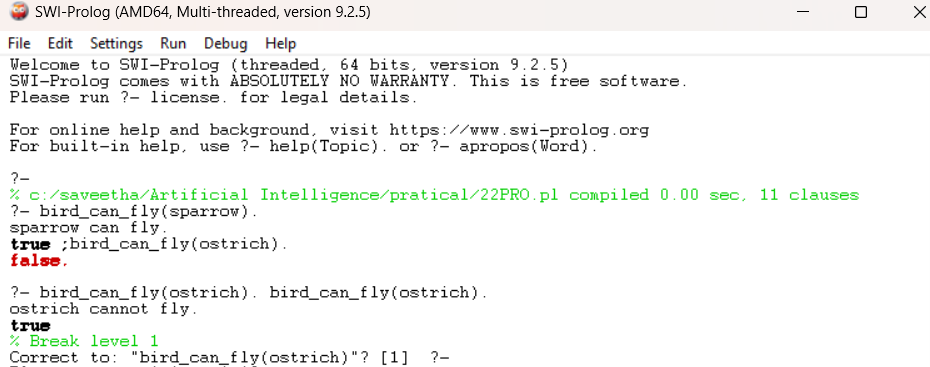 SWI-Prolog (AMD64, Multi-threaded, version 9.2.5)
File Edit Settings Run Debug Help
Welcome to SWI-Prolog (threaded, 64 bits, version 9.2.5)
SWI-Prolog comes with ABSOLUTELY NO WARRANTY. This is free software.
Please run ?- license. for legal details.
For online help and background, visit https://www.swi-prolog.org
For built-in help, use ?- help(Topic). or ?- apropos(Word).
?-
% c:/saveetha/Artificial Intelligence/pratical/22PRO.pl compiled 0.00 sec, 11 clauses
?- bird_can_fly(sparrow).
sparrow can fly.
true ;bird_can_fly(ostrich).
false.
?- bird_can_fly(ostrich). bird_can_fly(ostrich).
ostrich cannot fly.
true
% Break level 1
Correct to: "bird_can_fly(ostrich)"? [1]  ?-